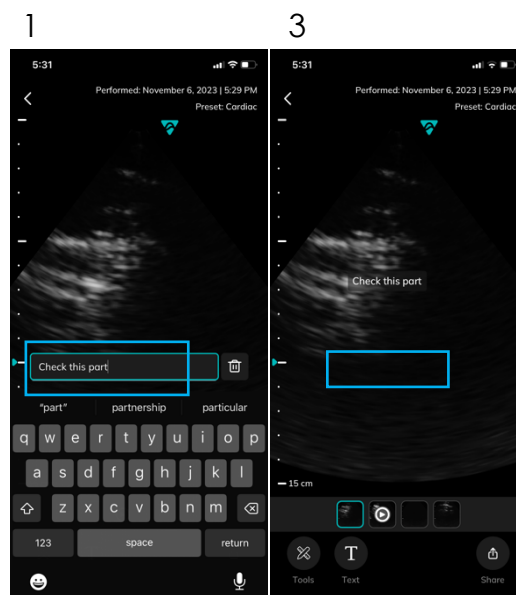 1
3
5:31
Performed: November 6, 2023 | 5:29 PM
Preset: Cardiac
Check this part
"part" partnership particular
q w e r t y u i o p
a s d f g h j k l
z x c v b n m
123 space return
5:31
Performed: November 6, 2023 | 5:29 PM
Preset: Cardiac
Check this part
15 cm
T
Tools Text Share